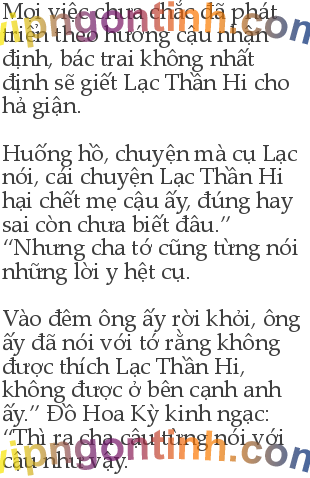 Mọi việc chưa chắc đã phát
triển theo hướng cậu nhận
định, bác trai không nhất
định sẽ giết Lạc Thần Hi cho
hả giận.
Huống hồ, chuyện mà cụ Lạc
nói, cái chuyện Lạc Thần Hi
hại chết mẹ cậu ấy, đúng hay
sai còn chưa biết đâu.”
“Nhưng cha tớ cũng từng nói
những lời y hệt cụ.
Vào đêm ông ấy rời khỏi, ông
ấy đã nói với tớ rằng không
được thích Lạc Thần Hi,
không được ở bên cạnh anh
ấy.” Đồ Hoa Kỳ kinh ngạc:
“Thì ra cha cậu từng nói với
cậu như vậy.
vipngontinh.com
vipngontinh.com